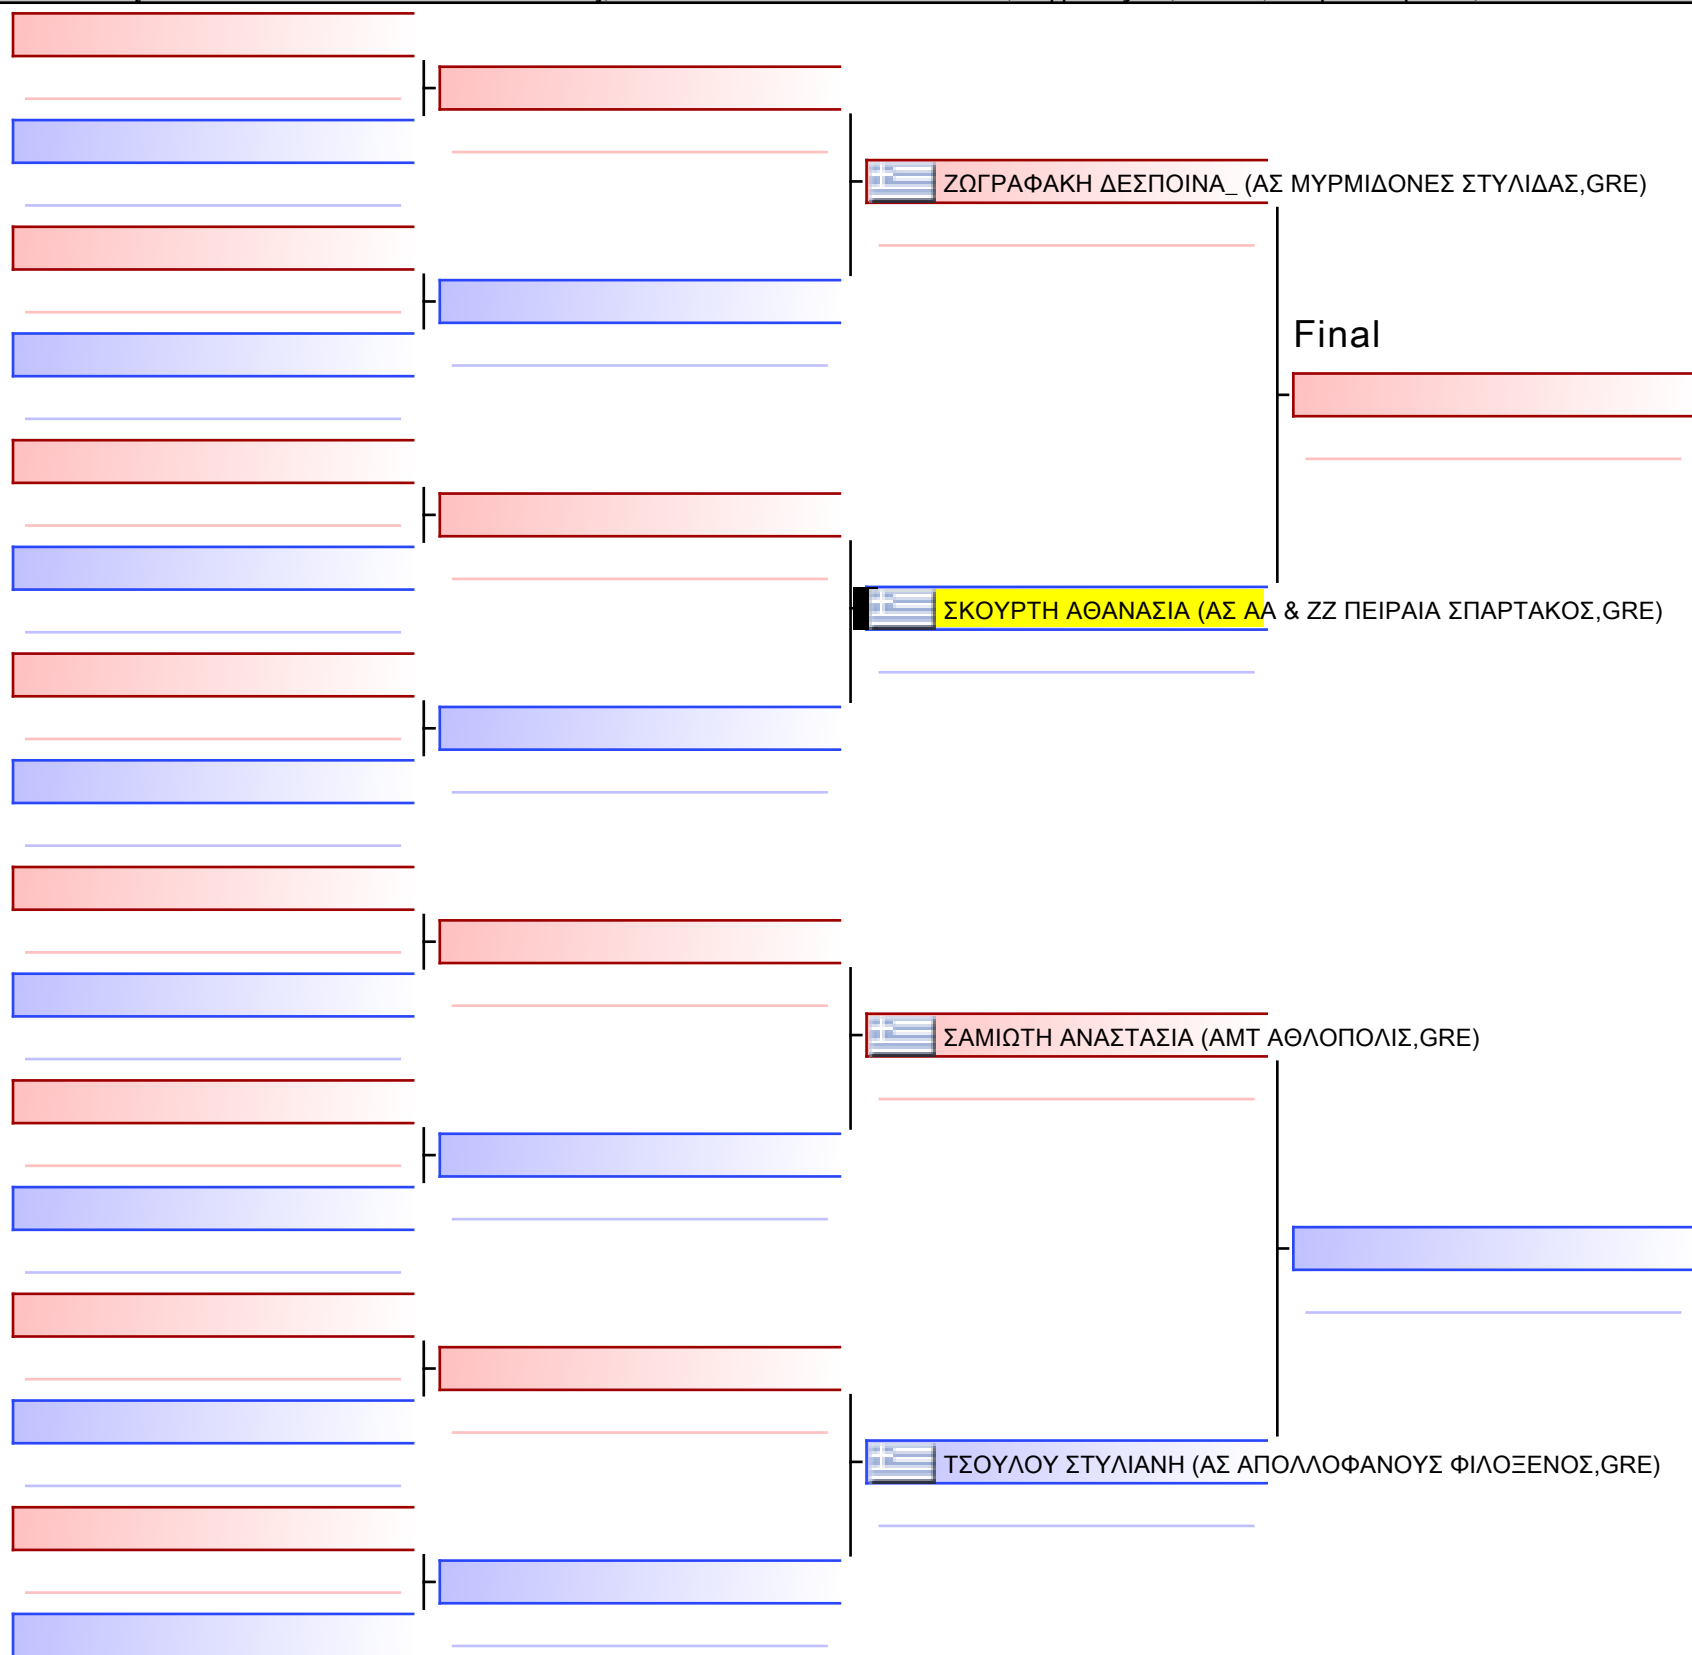 ΖΩΓΡΑΦΑΚΗ ΔΕΣΠΟΙΝΑ_ (ΑΣ ΜΥΡΜΙΔΟΝΕΣ ΣΤΥΛΙΔΑΣ,GRE)
Final
ΣΚΟΥΡΤΗ ΑΘΑΝΑΣΙΑ (ΑΣ ΑΑ & ΖΖ ΠΕΙΡΑΙΑ ΣΠΑΡΤΑΚΟΣ,GRE)
ΣΑΜΙΩΤΗ ΑΝΑΣΤΑΣΙΑ (ΑΜΤ ΑΘΛΟΠΟΛΙΣ,GRE)
ΤΣΟΥΛΟΥ ΣΤΥΛΙΑΝΗ (ΑΣ ΑΠΟΛΛΟΦΑΝΟΥΣ ΦΙΛΟΞΕΝΟΣ,GRE)